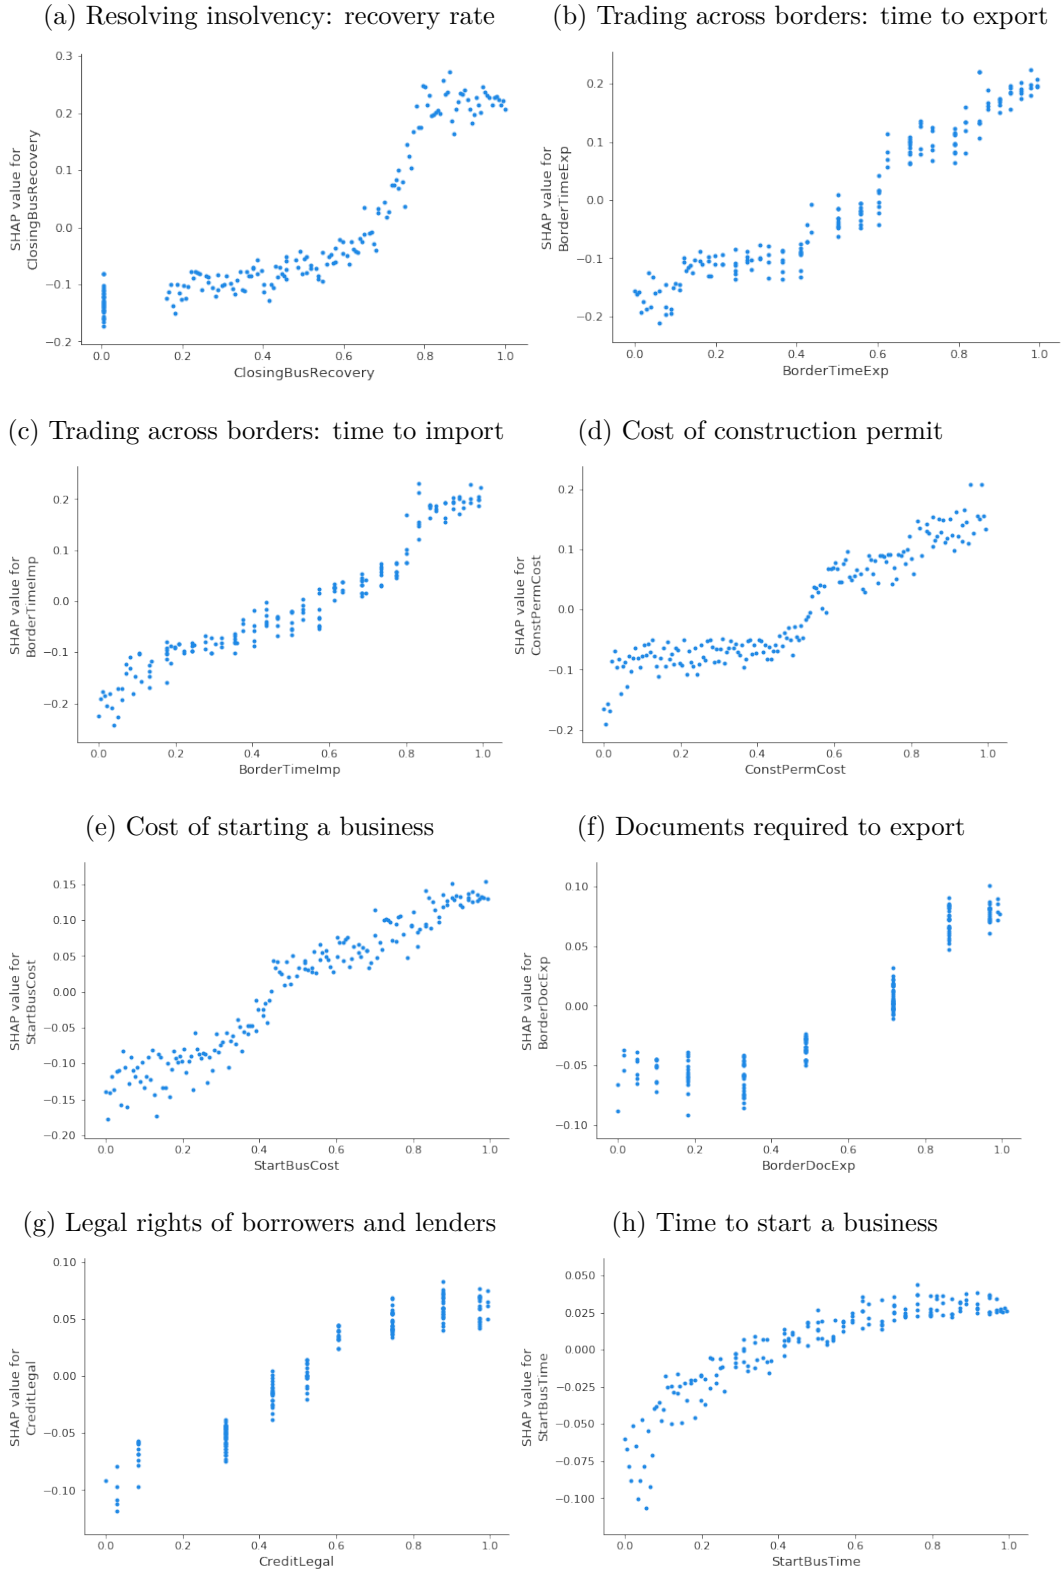 (a) Resolving insolvency: recovery rate
0.3
0.2
0.1
0.0
−0.1
−0.2
SHAP value for
ClosingBusRecovery
0.0 0.2 0.4 0.6 0.8 1.0
ClosingBusRecovery
(b) Trading across borders: time to export
0.2
0.1
0.0
−0.1
−0.2
SHAP value for
BorderTimeExp
0.0 0.2 0.4 0.6 0.8 1.0
BorderTimeExp
(c) Trading across borders: time to import
0.2
0.1
0.0
−0.1
−0.2
SHAP value for
BorderTimeImp
0.0 0.2 0.4 0.6 0.8 1.0
BorderTimeImp
(d) Cost of construction permit
0.2
0.1
0.0
−0.1
−0.2
SHAP value for
ConstPermCost
0.0 0.2 0.4 0.6 0.8 1.0
ConstPermCost
(e) Cost of starting a business
0.15
0.10
0.05
0.00
−0.05
−0.10
−0.15
−0.20
SHAP value for
StartBusCost
0.0 0.2 0.4 0.6 0.8 1.0
StartBusCost
(f) Documents required to export
0.10
0.05
0.00
−0.05
−0.10
SHAP value for
BorderDocExp
0.0 0.2 0.4 0.6 0.8 1.0
BorderDocExp
(g) Legal rights of borrowers and lenders
0.10
0.05
0.00
−0.05
−0.10
SHAP value for
CreditLegal
0.0 0.2 0.4 0.6 0.8 1.0
CreditLegal
(h) Time to start a business
0.050
0.025
0.000
−0.025
−0.050
−0.075
−0.100
SHAP value for
StartBusTime
0.0 0.2 0.4 0.6 0.8 1.0
StartBusTime